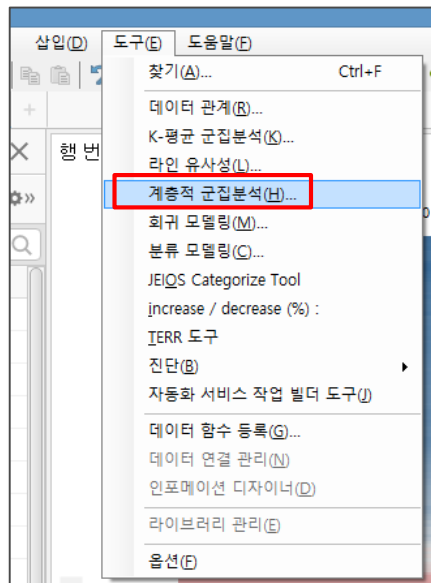 삽입(D) 도구(E) 도움말(F)
찾기(A)... Ctrl+F
데이터 관계(R)...
K-평균 군집분석(K)...
행 번
라인 유사성(L)...
계층적 군집분석(H)...
회귀 모델링(M)...
분류 모델링(C)...
JEIOS Categorize Tool
increase / decrease (%) :
TERR 도구
진단(B)
자동화 서비스 작업 빌더 도구(J)
데이터 함수 등록(G)...
데이터 연결 관리(N)
인포메이션 디자이너(D)
라이브러리 관리(E)
옵션(F)